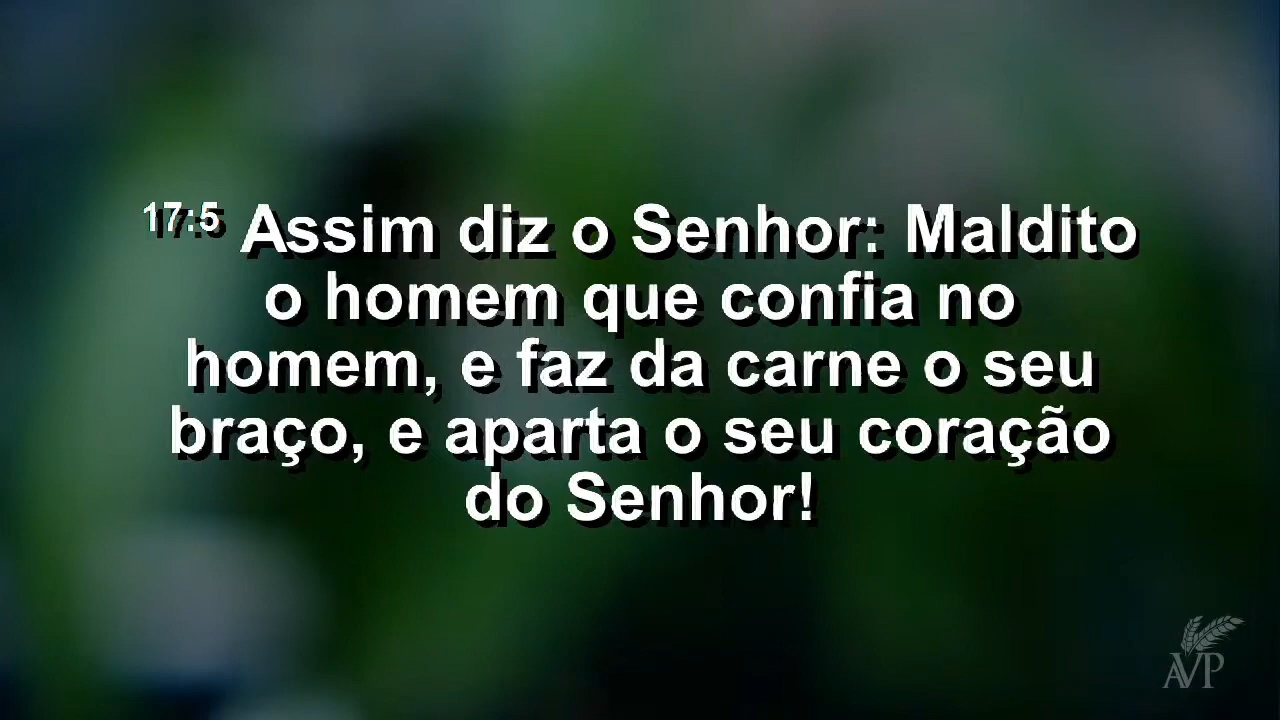 17:5 Assim diz o Senhor: Maldito
o homem que confia no
homem, e faz da carne o seu
braço, e aparta o seu coração
do Senhor!
AVP